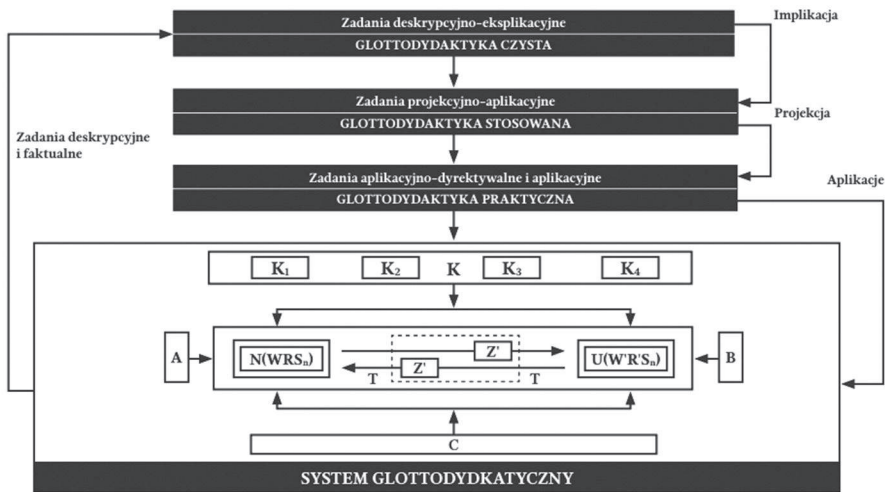 Zadania deskrypcyjno-eksplikacyjne
GLOTTODYDAKTYKA CZYSTA
Implikacja
Zadania projekcyjno-aplikacyjne
GLOTTODYDAKTYKA STOSOWANA
Projekcja
Zadania deskrypcyjne
i faktualne
Zadania aplikacyjno-dyrektywalne i aplikacyjne
GLOTTODYDAKTYKA PRAKTYCZNA
Aplikacje
K₁ K₂ K K₃ K₄
A N(WRSₙ) Z' U(W'R'Sₙ) B
T Z' T
C
SYSTEM GLOTTODYDKATYCZNY